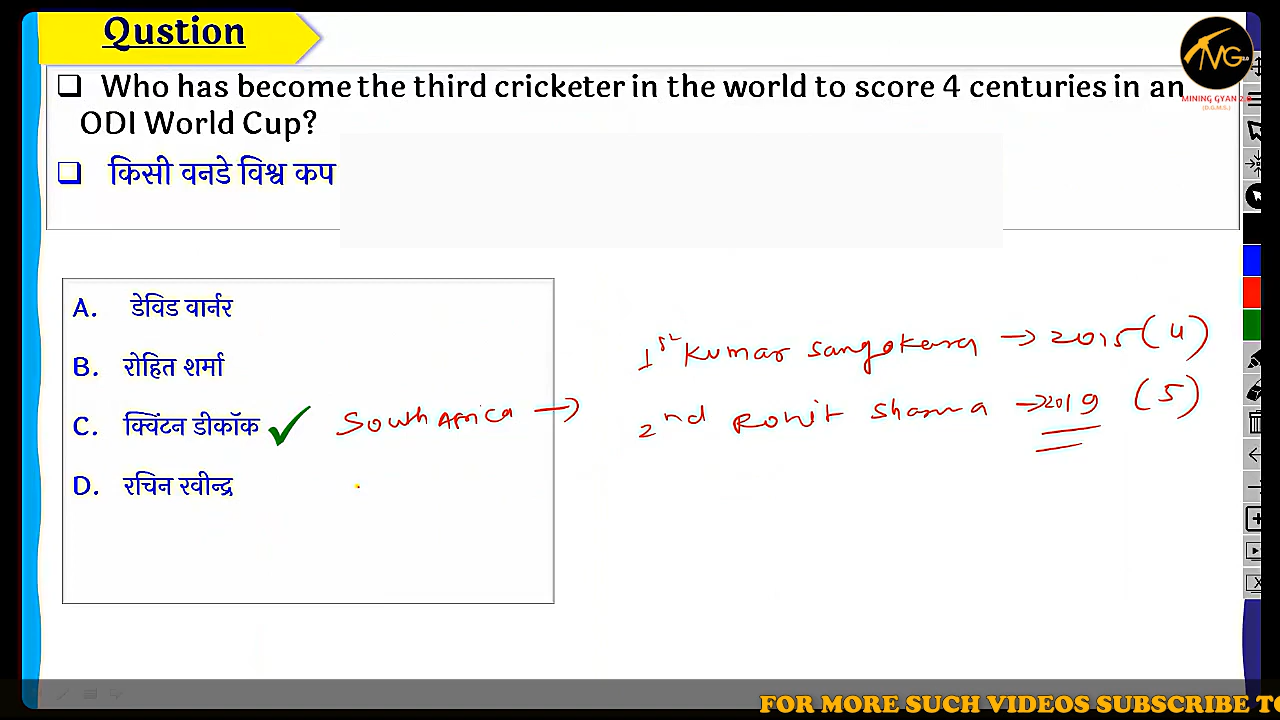 Qustion
Who has become the third cricketer in the world to score 4 centuries in an
ODI World Cup?
किसी वनडे विश्व कप
MINING GYAN 2.0
(D.G.M.S.)
A. डेविड वार्नर
B. रोहित शर्मा
C. क्विंटन डीकॉक ✓ South Africa →
D. रचिन रवीन्द्र
1st Kumar Sangakara → 2015 (4)
2nd Rohit Sharma → 2019 (5)
FOR MORE SUCH VIDEOS SUBSCRIBE TO